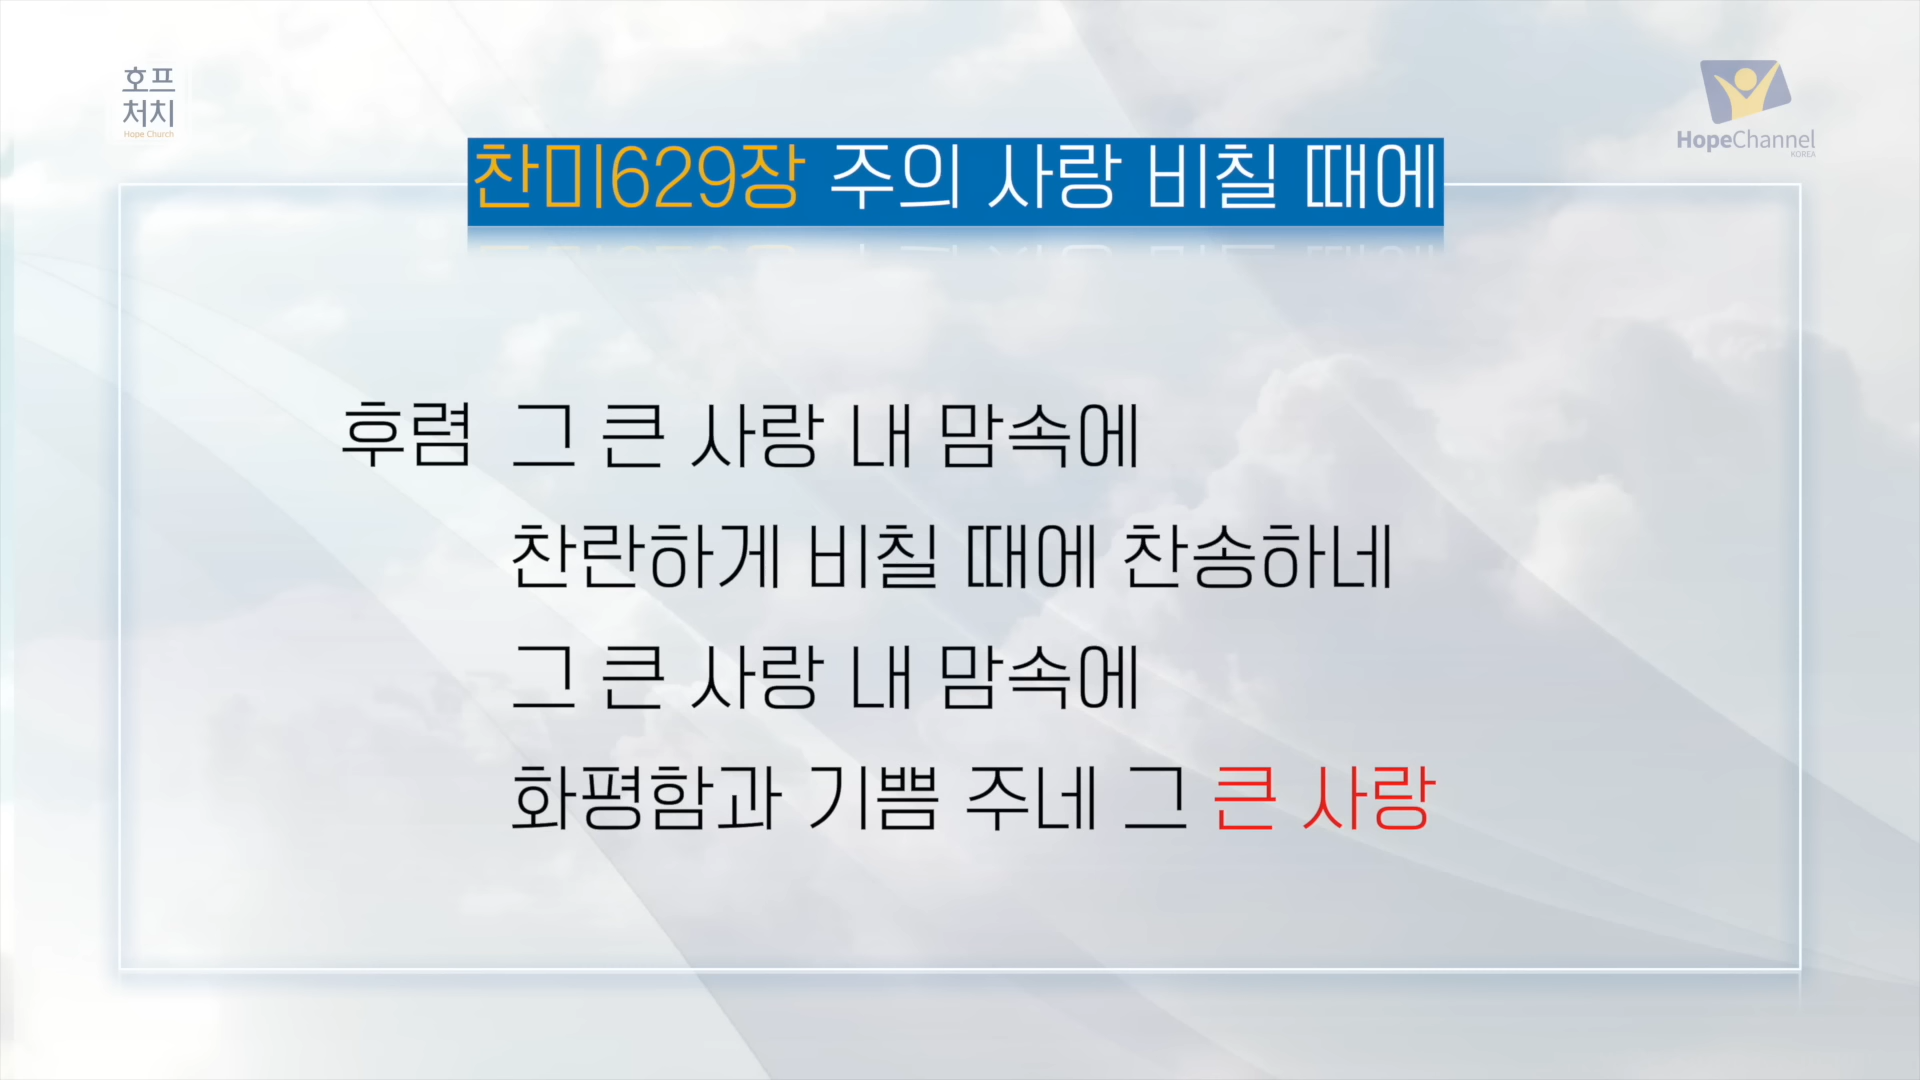 호프
처치
Hope Church
HopeChannel
KOREA
찬미629장 주의 사랑 비칠 때에
후렴 그 큰 사랑 내 맘속에
찬란하게 비칠 때에 찬송하네
그 큰 사랑 내 맘속에
화평함과 기쁨 주네 그 큰 사랑